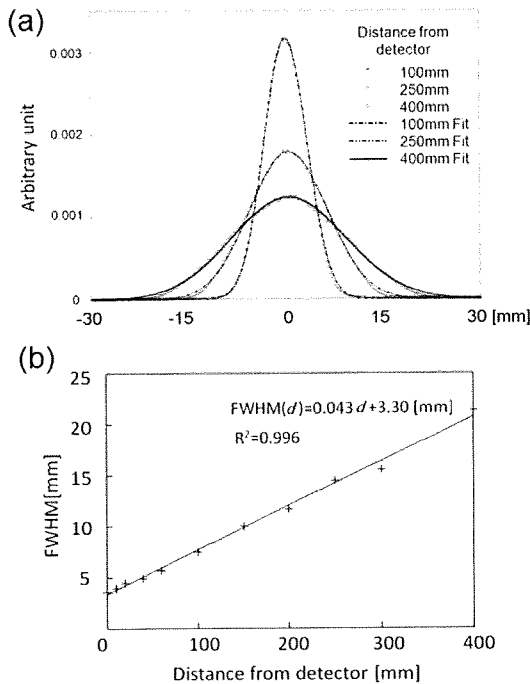 (a)
Distance from
detector
100mm
250mm
400mm
100mm Fit
250mm Fit
400mm Fit
Arbitrary unit
0.003
0.002
0.001
0
-30
-15
0
15
30 [mm]
(b)
FWHM(d)=0.043 d+3.30 [mm]
R²=0.996
FWHM[mm]
25
20
15
10
5
0
100
200
300
400
Distance from detector [mm]